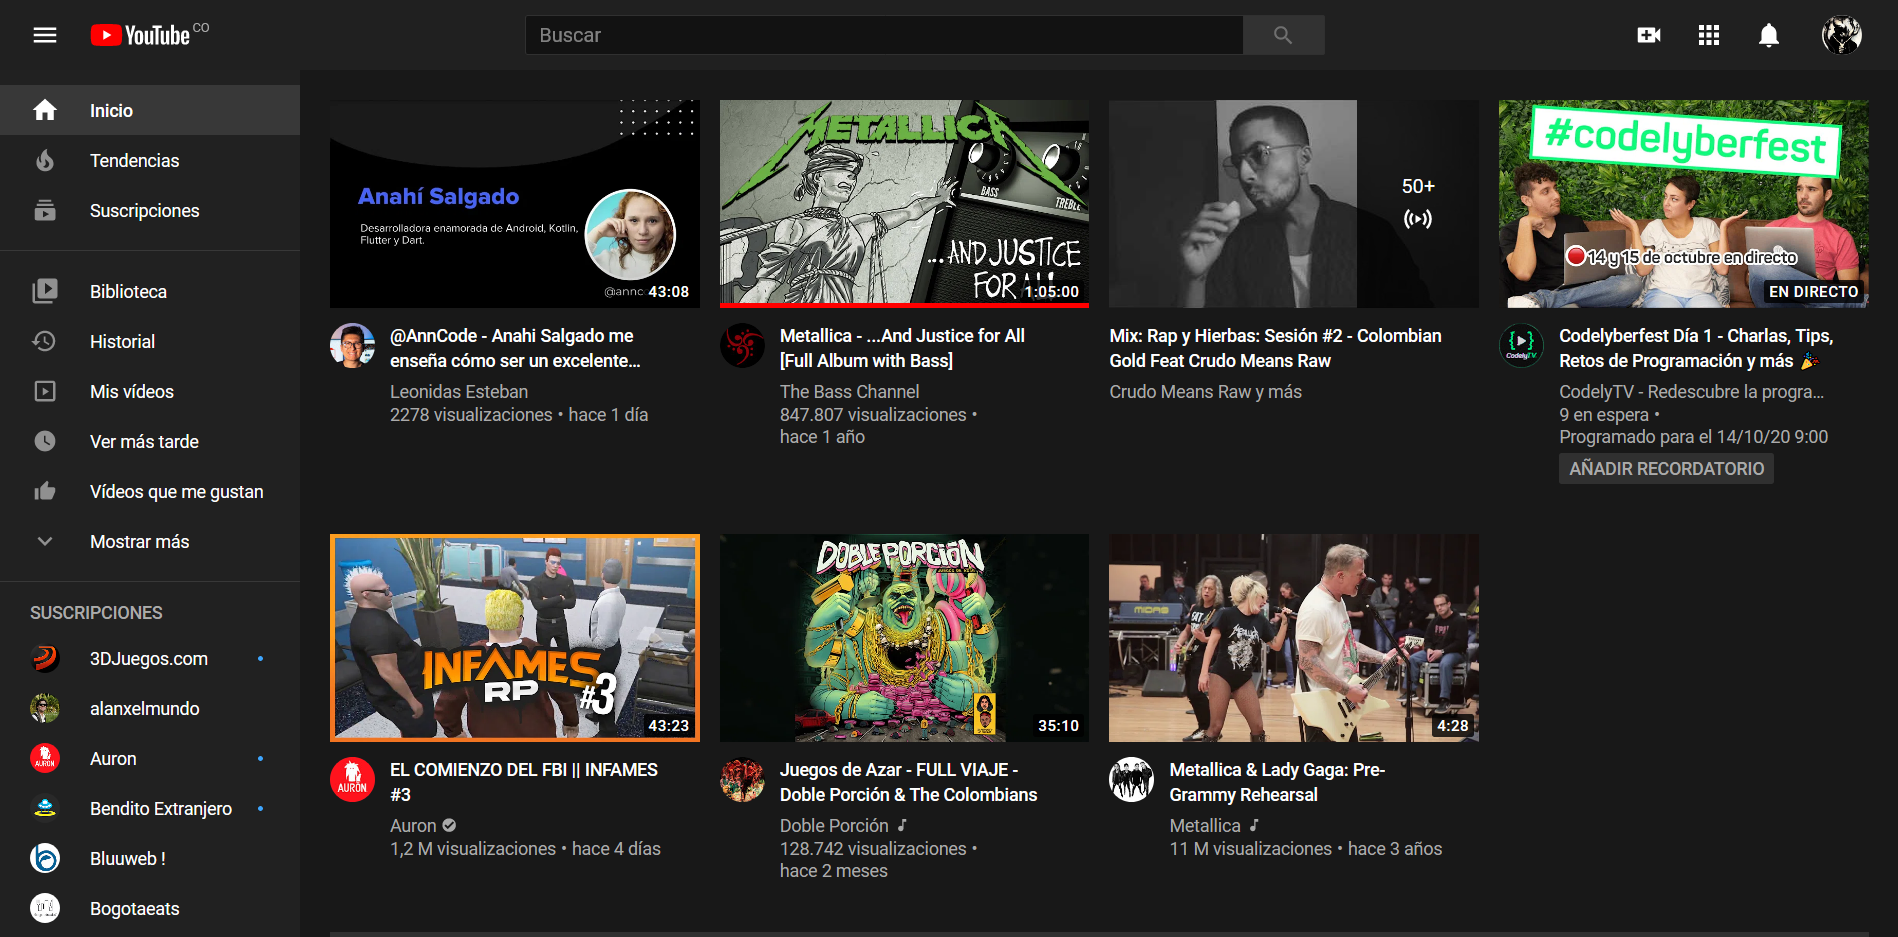 YouTube CO
Buscar
Inicio
Tendencias
Suscripciones
Biblioteca
Historial
Mis vídeos
Ver más tarde
Vídeos que me gustan
Mostrar más
SUSCRIPCIONES
3DJuegos.com
alanxelmundo
Auron
Bendito Extranjero
Bluuweb !
Bogotaeats
Anahí Salgado
Desarrolladora enamorada de Android, Kotlin,
Flutter y Dart.
@annc
43:08
@AnnCode - Anahi Salgado me
enseña cómo ser un excelente...
Leonidas Esteban
2278 visualizaciones • hace 1 día
METALLICA
BASS
TREBLE
...AND JUSTICE
FOR ALL
1:05:00
Metallica - ...And Justice for All
[Full Album with Bass]
The Bass Channel
847.807 visualizaciones •
hace 1 año
50+
Mix: Rap y Hierbas: Sesión #2 - Colombian
Gold Feat Crudo Means Raw
Crudo Means Raw y más
#codelyberfest
14 y 15 de octubre en directo
EN DIRECTO
CodelyTV
Codelyberfest Día 1 - Charlas, Tips,
Retos de Programación y más 🎉
CodelyTV - Redescubre la progra...
9 en espera •
Programado para el 14/10/20 9:00
AÑADIR RECORDATORIO
INFAMES
RP #3
43:23
AURON
EL COMIENZO DEL FBI || INFAMES
#3
Auron
1,2 M visualizaciones • hace 4 días
DOBLE PORCIÓN
JUEGOS DE AZAR
35:10
Juegos de Azar - FULL VIAJE -
Doble Porción & The Colombians
Doble Porción
128.742 visualizaciones •
hace 2 meses
MIDAS
METALLICA
4:28
Metallica & Lady Gaga: Pre-
Grammy Rehearsal
Metallica
11 M visualizaciones • hace 3 años